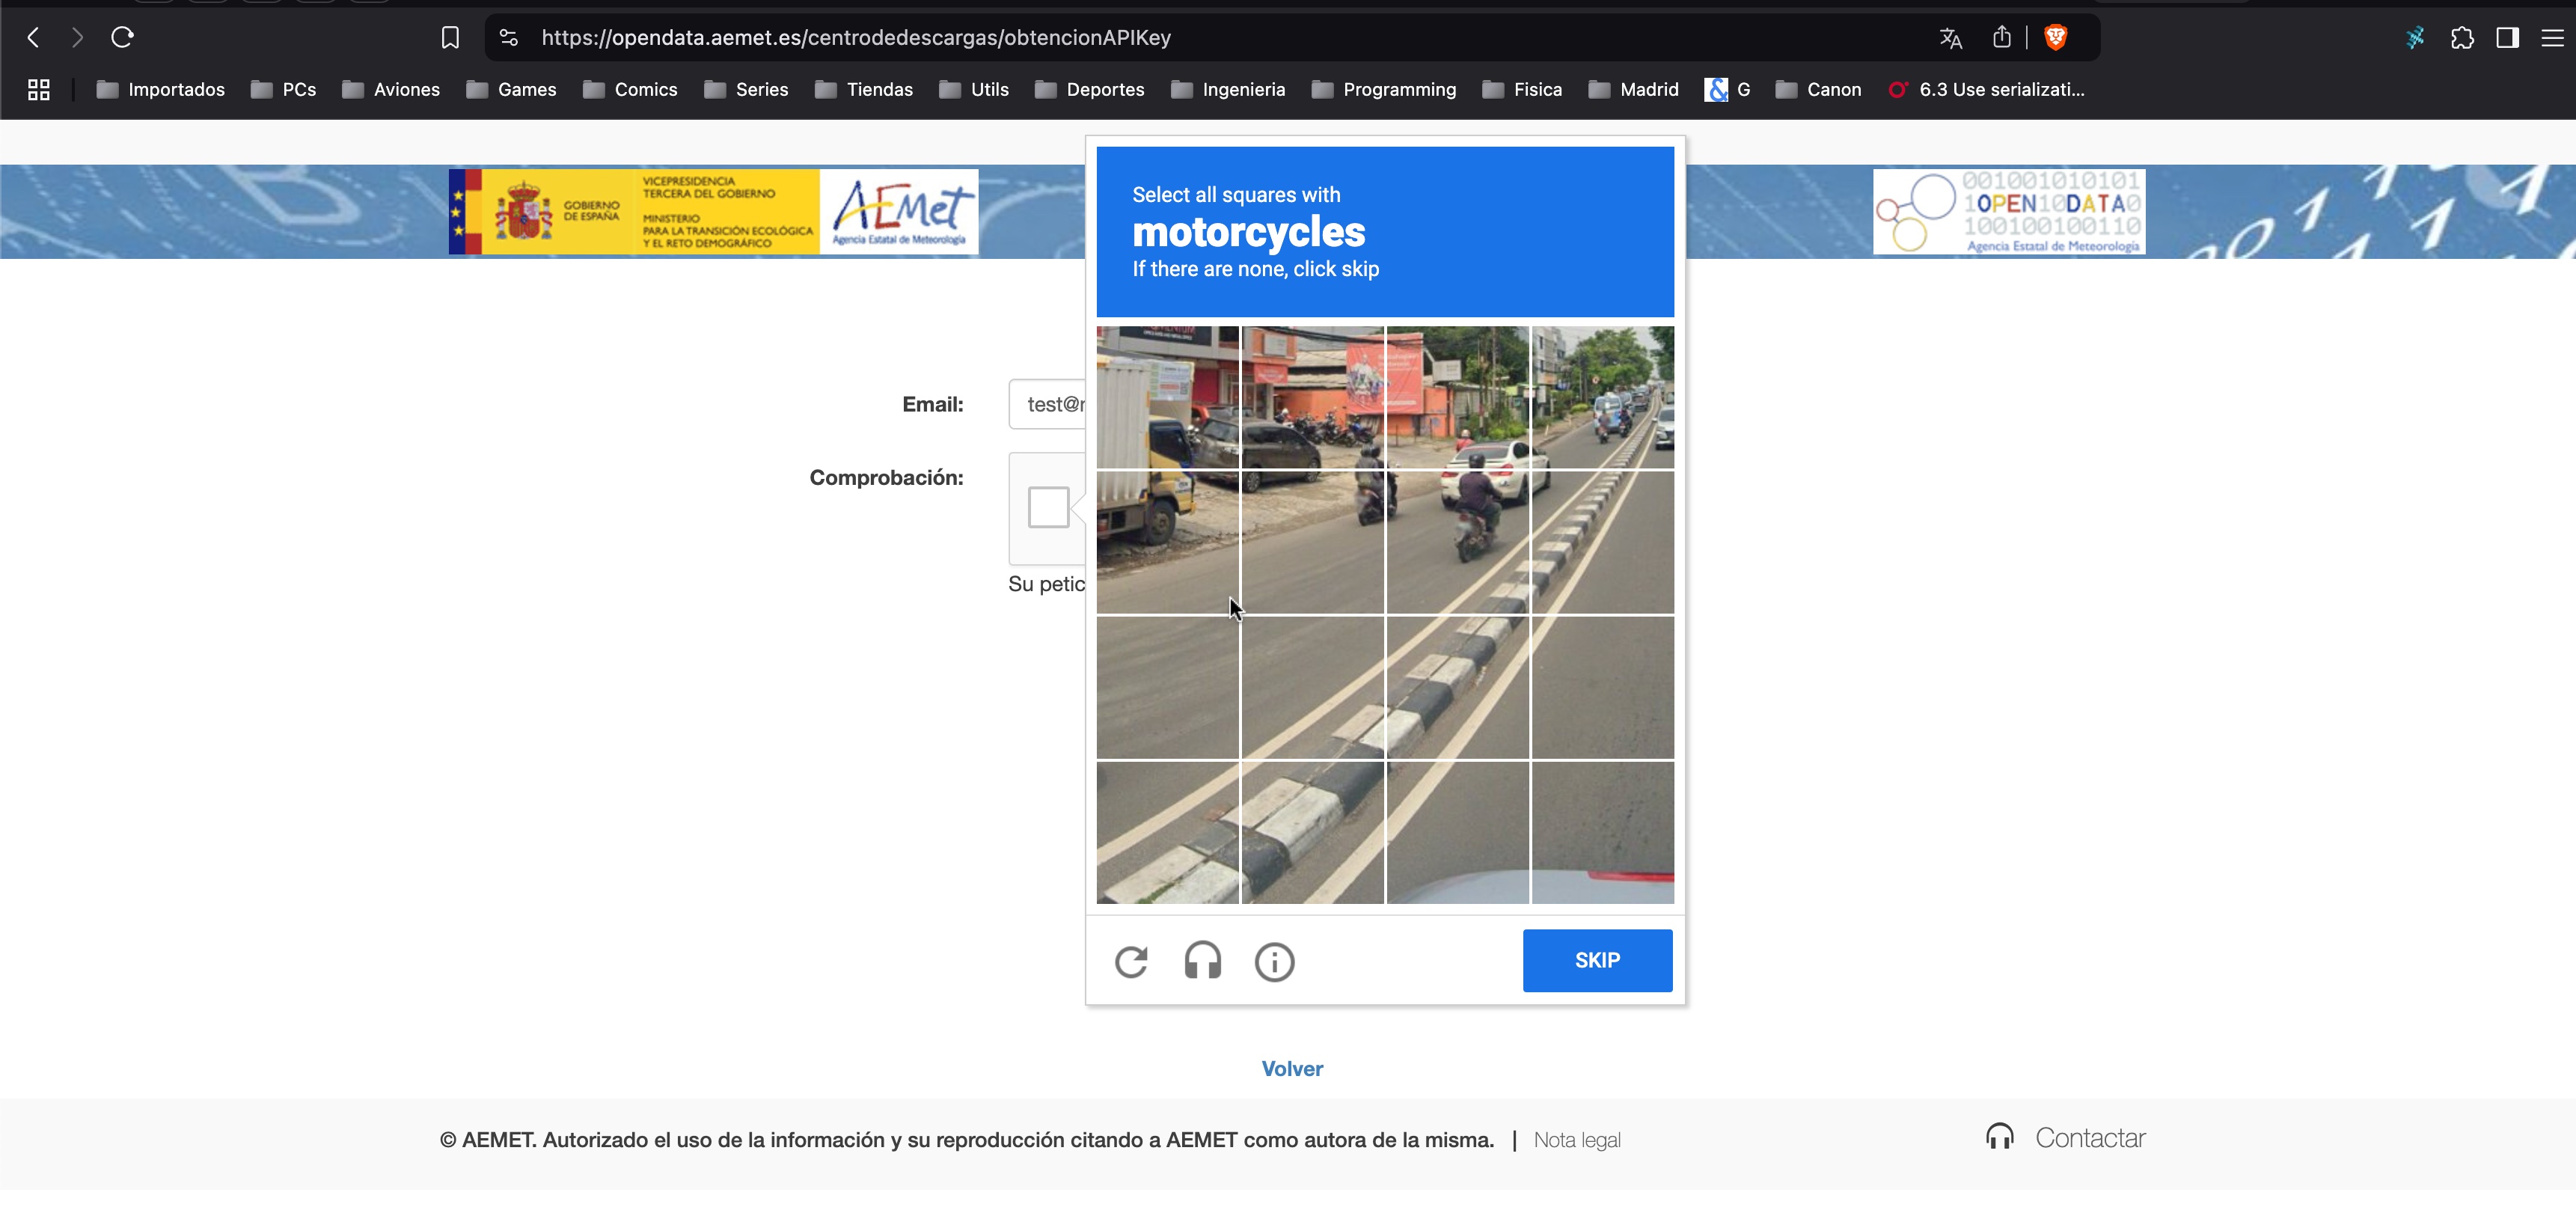 https://opendata.aemet.es/centrodedescargas/obtencionAPIKey
Importados PCs Aviones Games Comics Series Tiendas Utils Deportes Ingenieria Programming Fisica Madrid G Canon 6.3 Use serializati...
GOBIERNO
DE ESPAÑA
VICEPRESIDENCIA
TERCERA DEL GOBIERNO
MINISTERIO
PARA LA TRANSICIÓN ECOLÓGICA
Y EL RETO DEMOGRÁFICO
AEMet
Agencia Estatal de Meteorología
001001010101
1OPEN10DATA0
100100100110
Agencia Estatal de Meteorología
Select all squares with
motorcycles
If there are none, click skip
Email:
test@
Comprobación:
Su petic
SKIP
Volver
© AEMET. Autorizado el uso de la información y su reproducción citando a AEMET como autora de la misma. | Nota legal
Contactar